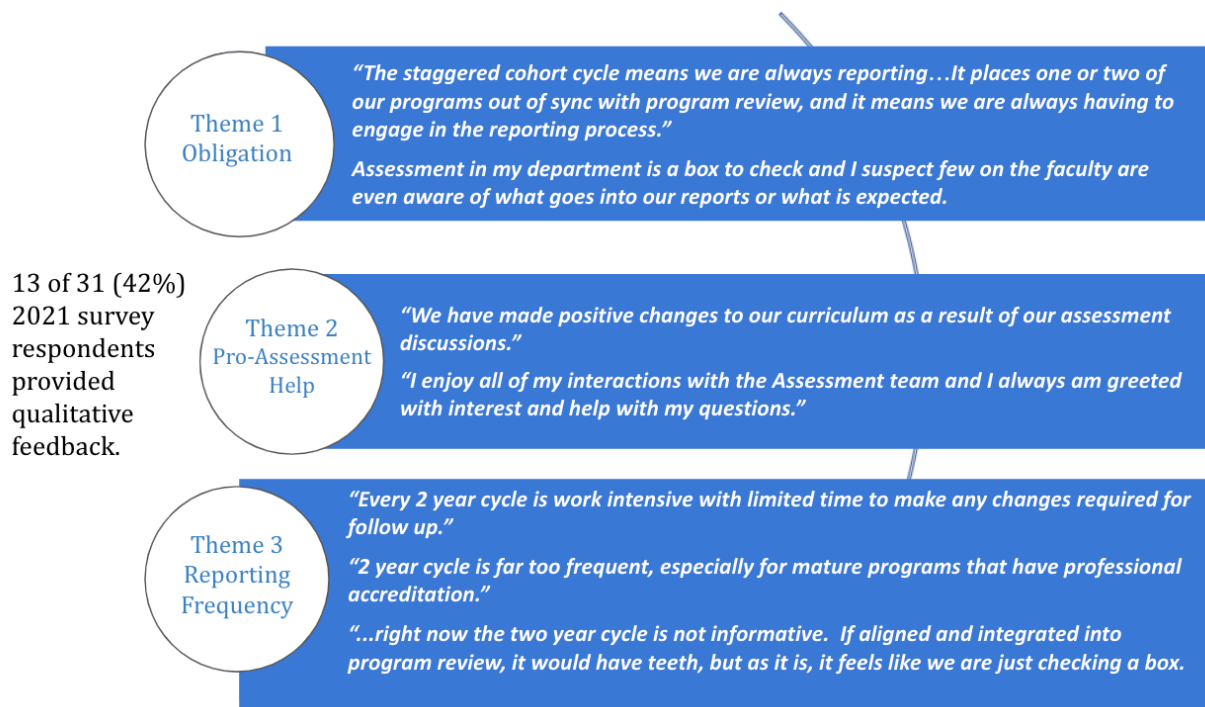 13 of 31 (42%)
2021 survey
respondents
provided
qualitative
feedback.
Theme 1
Obligation
“The staggered cohort cycle means we are always reporting…It places one or two of
our programs out of sync with program review, and it means we are always having to
engage in the reporting process.”
Assessment in my department is a box to check and I suspect few on the faculty are
even aware of what goes into our reports or what is expected.
Theme 2
Pro-Assessment
Help
“We have made positive changes to our curriculum as a result of our assessment
discussions.”
“I enjoy all of my interactions with the Assessment team and I always am greeted
with interest and help with my questions.”
Theme 3
Reporting
Frequency
“Every 2 year cycle is work intensive with limited time to make any changes required for
follow up.”
“2 year cycle is far too frequent, especially for mature programs that have professional
accreditation.”
“...right now the two year cycle is not informative.  If aligned and integrated into
program review, it would have teeth, but as it is, it feels like we are just checking a box.